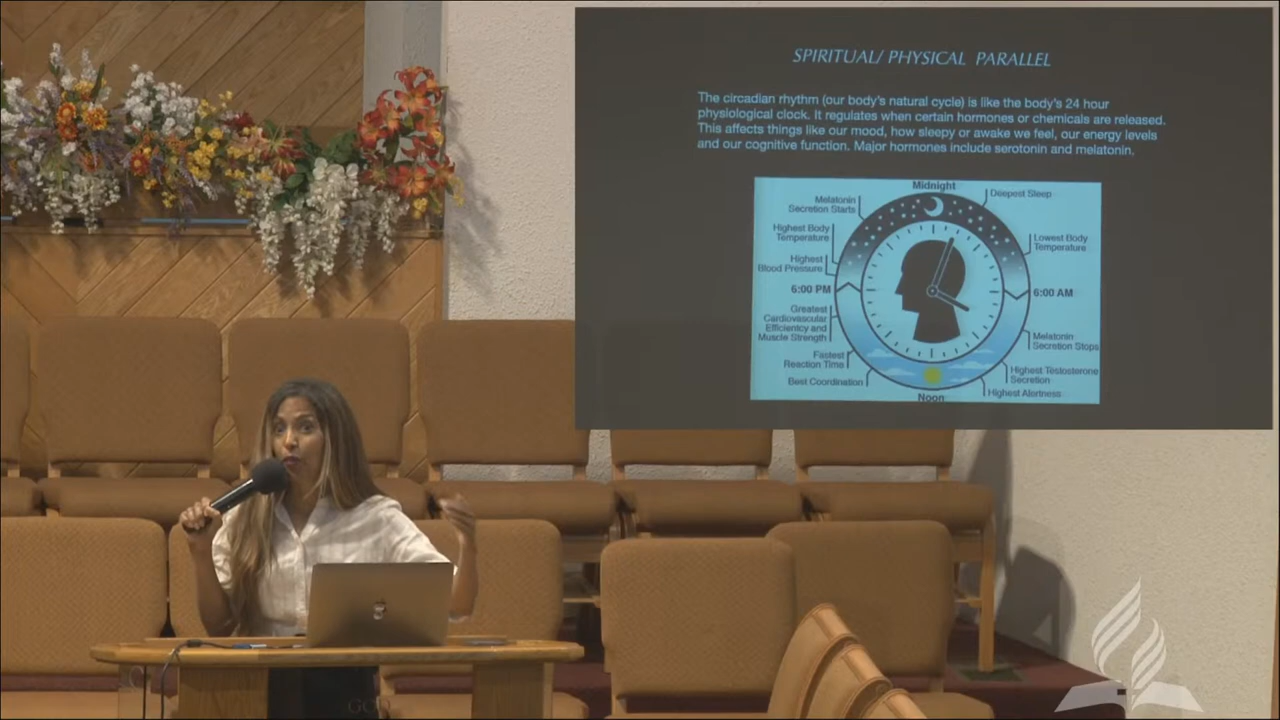 SPIRITUAL/ PHYSICAL PARALLEL
The circadian rhythm (our body's natural cycle) is like the body's 24 hour
physiological clock. It regulates when certain hormones or chemicals are released.
This affects things like our mood, how sleepy or awake we feel, our energy levels
and our cognitive function. Major hormones include serotonin and melatonin.
Midnight
Deepest Sleep
Melatonin
Secretion Starts
Highest Body
Temperature
Lowest Body
Temperature
Highest
Blood Pressure
6:00 PM
6:00 AM
Greatest
Cardiovascular
Efficiency and
Muscle Strength
Melatonin
Secretion Stops
Fastest
Reaction Time
Highest Testosterone
Secretion
Best Coordination
Highest Alertness
Noon
GOD